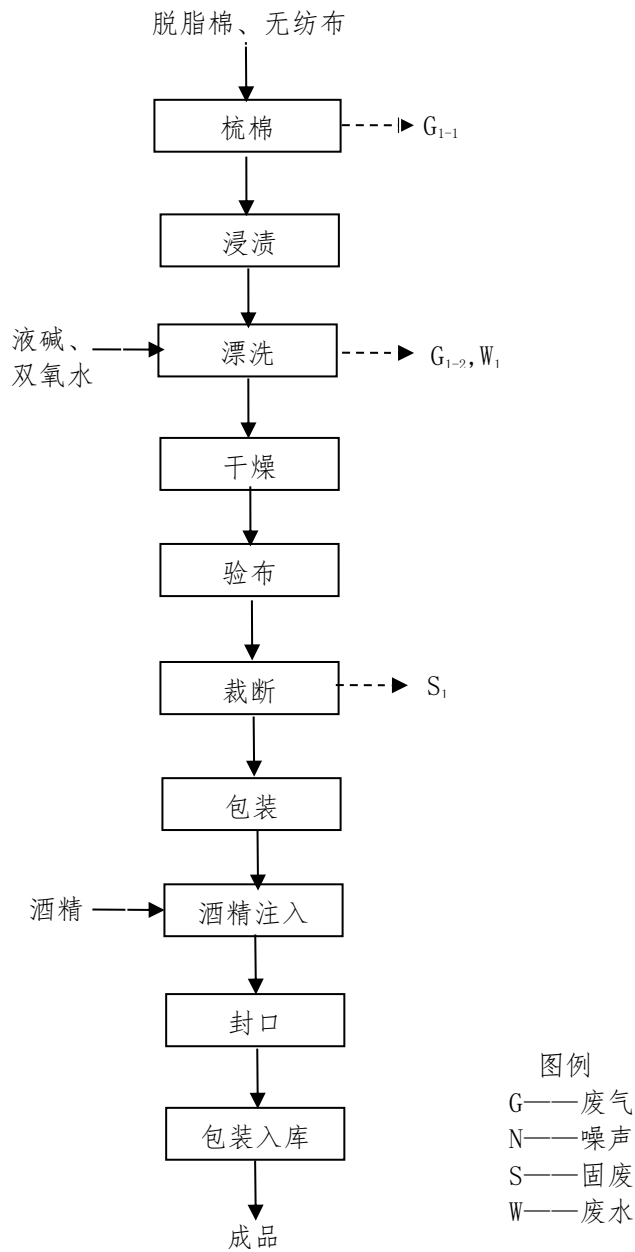 脱脂棉、无纺布
梳棉
G₁₋₁
浸渍
液碱、
双氧水
漂洗
G₁₋₂,W₁
干燥
验布
裁断
S₁
包装
酒精
酒精注入
封口
包装入库
成品
图例
G——废气
N——噪声
S——固废
W——废水